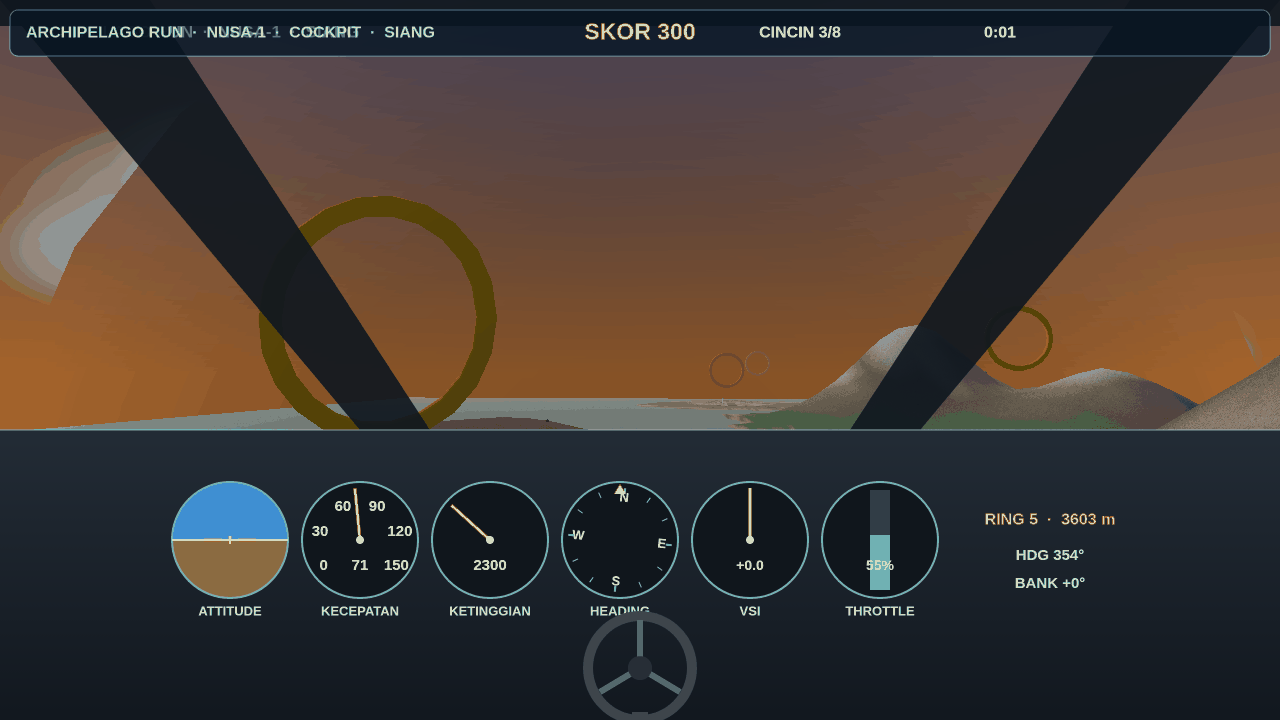 ARCHIPELAGO RUN · NUSA-1 · COCKPIT · SIANG
SKOR 300
CINCIN 3/8
0:01
60 90
30 120
0 71 150
2300
N
W E
S
+0.0
55%
RING 5 · 3603 m
HDG 354°
BANK +0°
ATTITUDE
KECEPATAN
KETINGGIAN
HEADING
VSI
THROTTLE